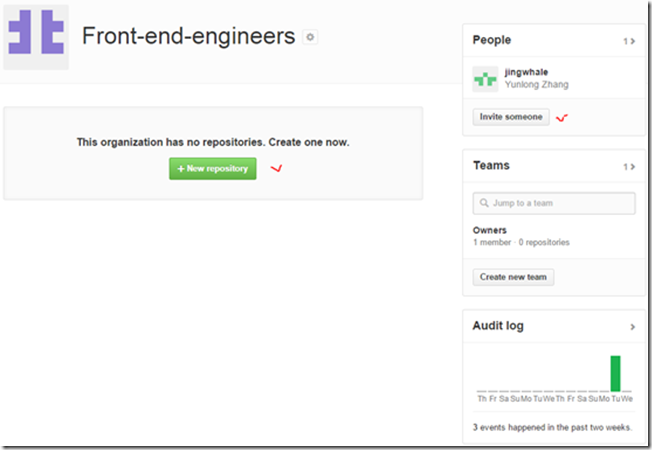 Front-end-engineers
This organization has no repositories. Create one now.
+ New repository
People
1
jingwhale
Yunlong Zhang
Invite someone
Teams
1
Jump to a team
Owners
1 member · 0 repositories
Create new team
Audit log
Th Fr Sa Su Mo Tu We Th Fr Sa Su Mo Tu We
3 events happened in the past two weeks.